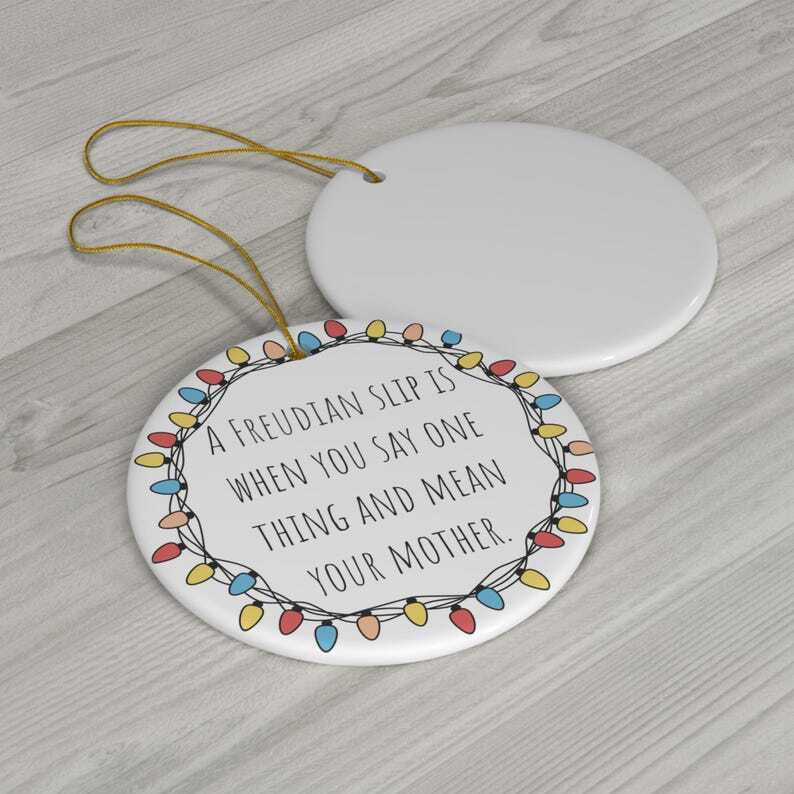 A FREUDIAN SLIP IS
WHEN YOU SAY ONE
THING AND MEAN
YOUR MOTHER.